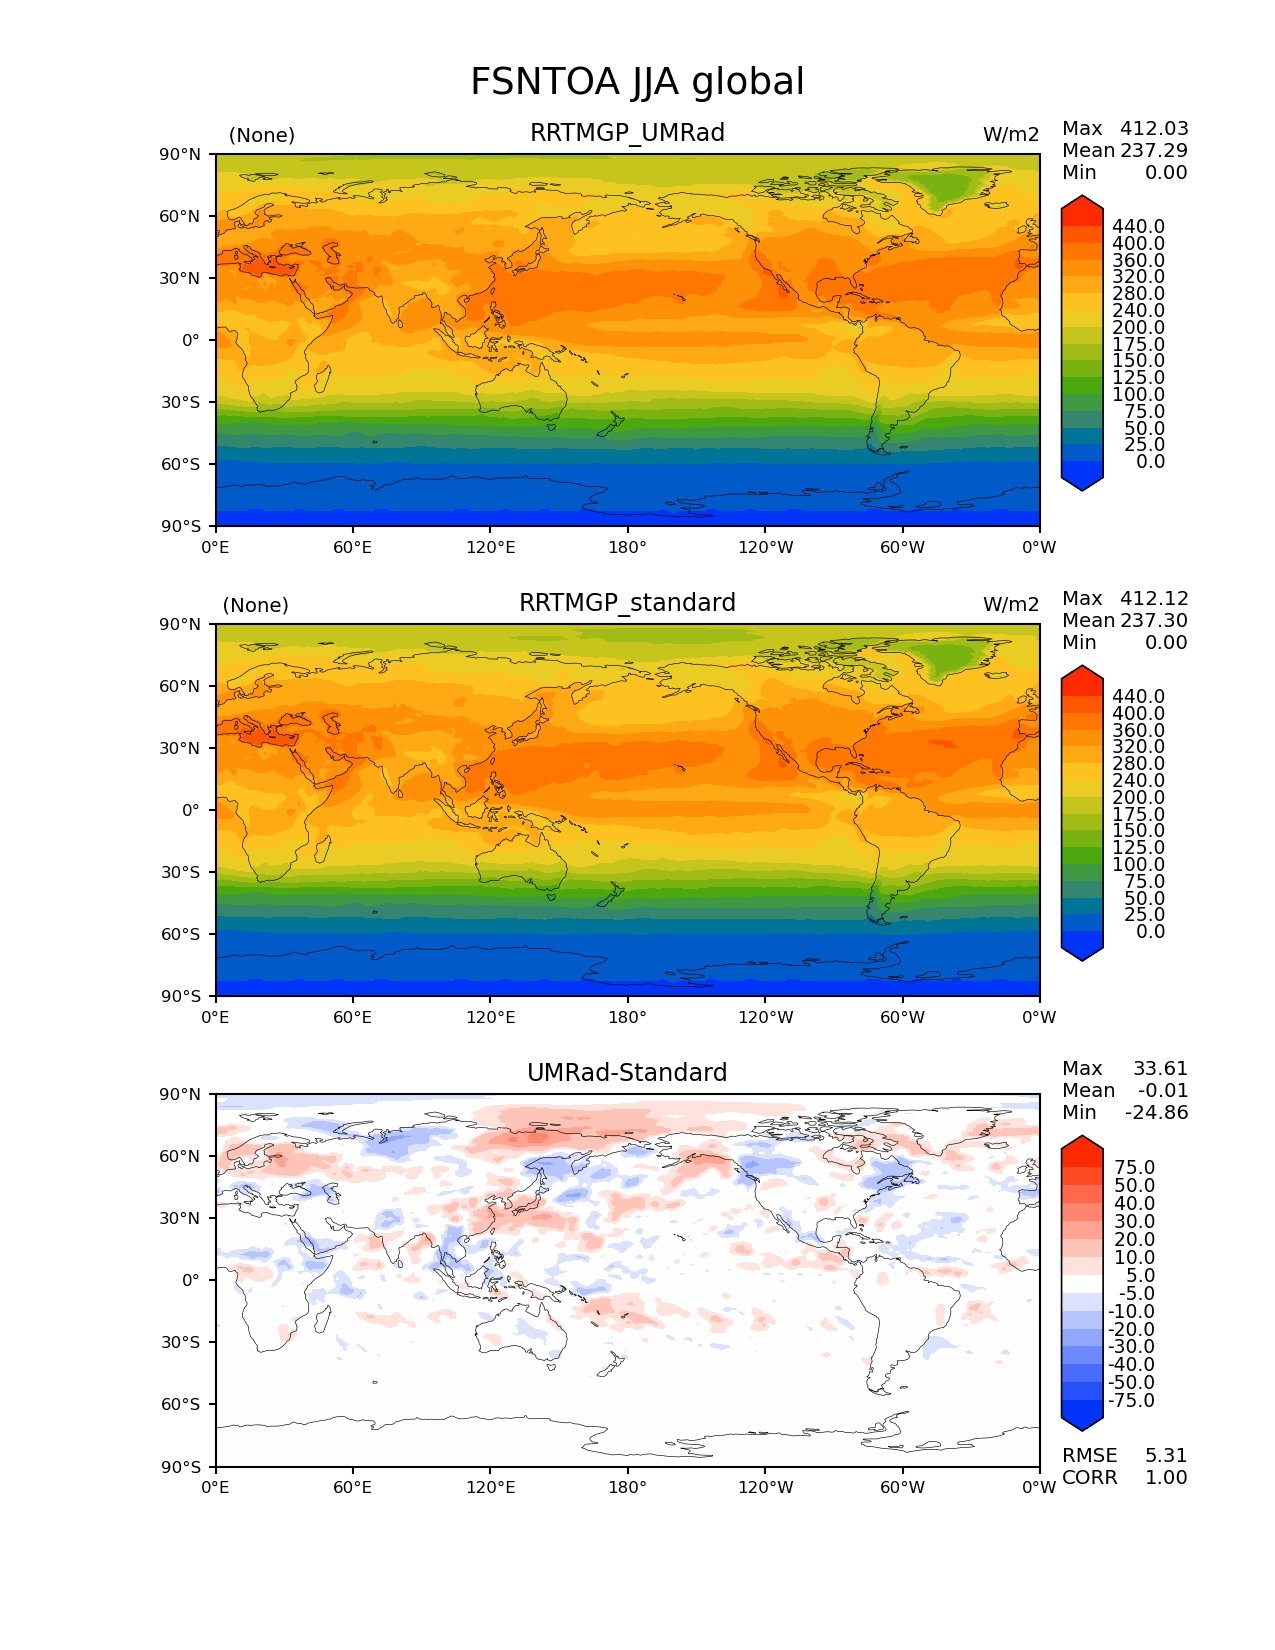 FSNTOA JJA global
(None) RRTMGP_UMRad W/m2
Max 412.03
Mean 237.29
Min 0.00
90°N
60°N
30°N
0°
30°S
60°S
90°S
0°E 60°E 120°E 180° 120°W 60°W 0°W
440.0
400.0
360.0
320.0
280.0
240.0
200.0
175.0
150.0
125.0
100.0
75.0
50.0
25.0
0.0
(None) RRTMGP_standard W/m2
Max 412.12
Mean 237.30
Min 0.00
90°N
60°N
30°N
0°
30°S
60°S
90°S
0°E 60°E 120°E 180° 120°W 60°W 0°W
440.0
400.0
360.0
320.0
280.0
240.0
200.0
175.0
150.0
125.0
100.0
75.0
50.0
25.0
0.0
UMRad-Standard
Max 33.61
Mean -0.01
Min -24.86
90°N
60°N
30°N
0°
30°S
60°S
90°S
0°E 60°E 120°E 180° 120°W 60°W 0°W
75.0
50.0
40.0
30.0
20.0
10.0
5.0
-5.0
-10.0
-20.0
-30.0
-40.0
-50.0
-75.0
RMSE 5.31
CORR 1.00